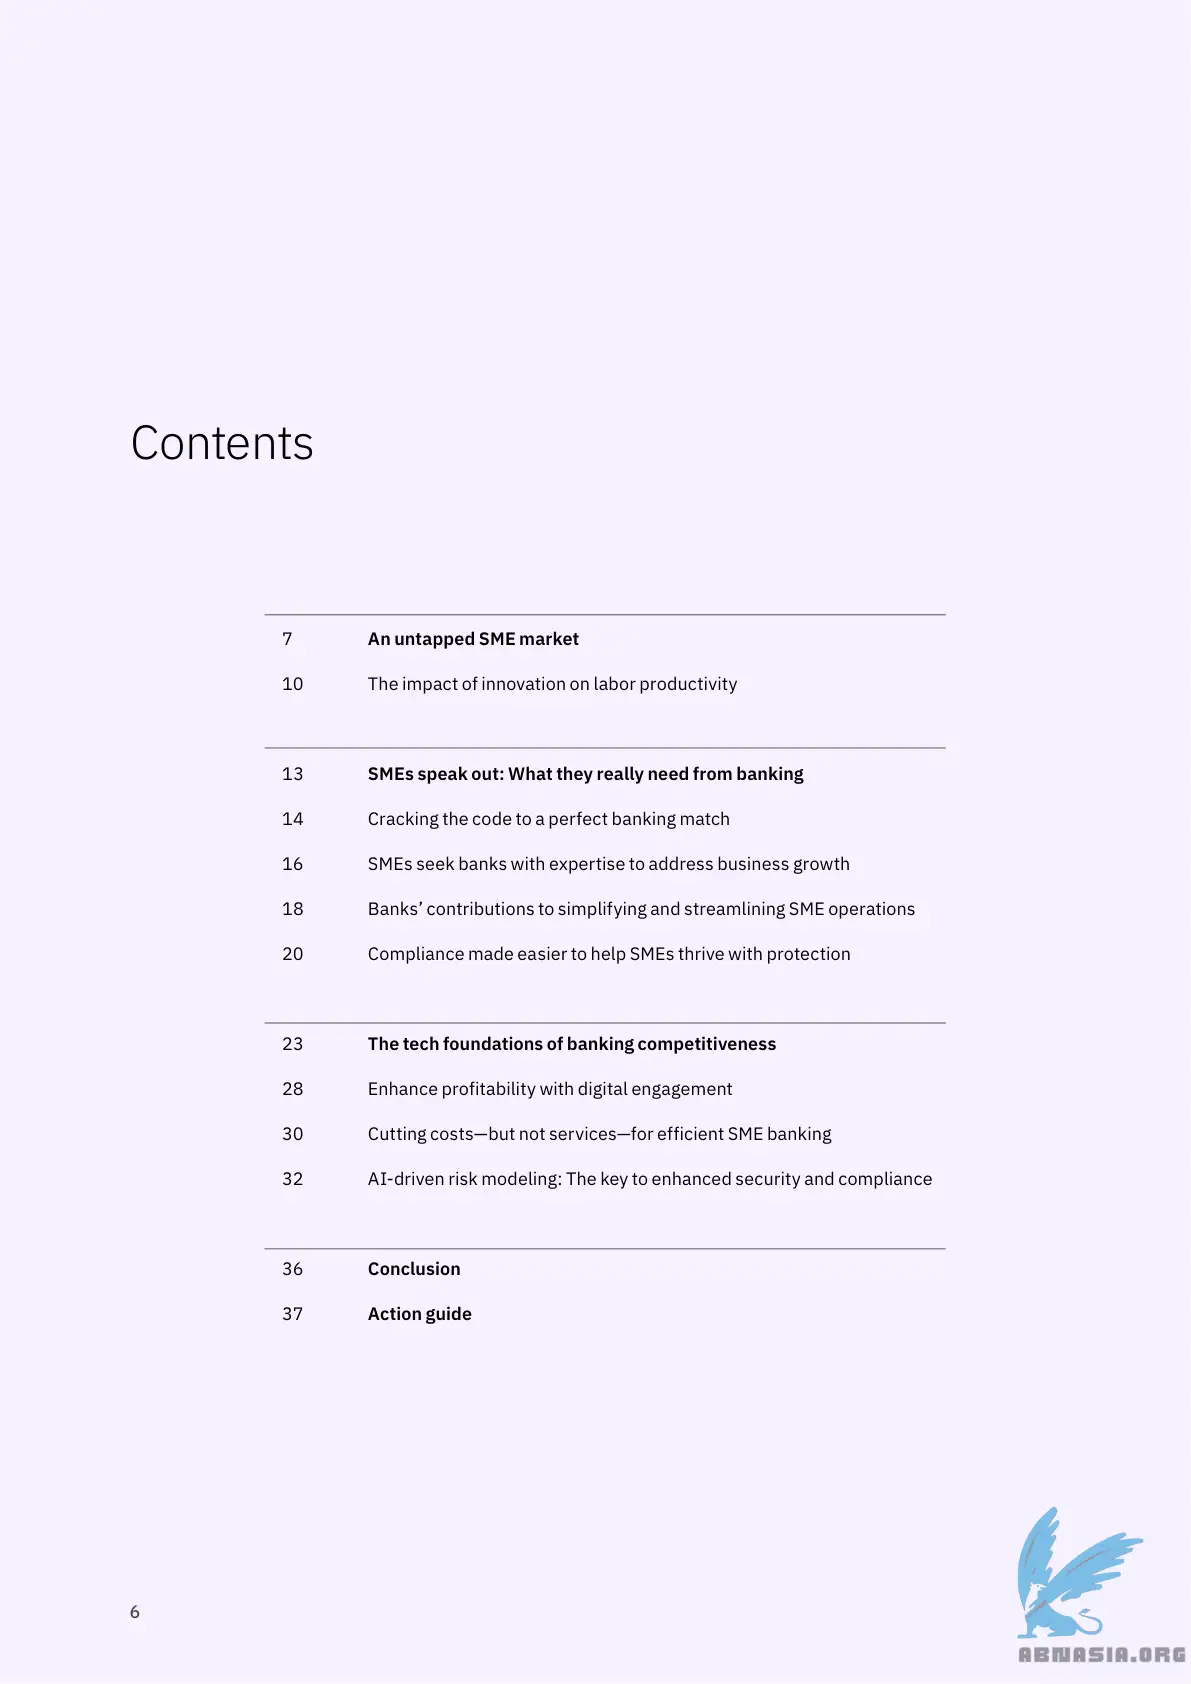 Contents
7 An untapped SME market
10 The impact of innovation on labor productivity
13 SMEs speak out: What they really need from banking
14 Cracking the code to a perfect banking match
16 SMEs seek banks with expertise to address business growth
18 Banks’ contributions to simplifying and streamlining SME operations
20 Compliance made easier to help SMEs thrive with protection
23 The tech foundations of banking competitiveness
28 Enhance profitability with digital engagement
30 Cutting costs—but not services—for efficient SME banking
32 AI-driven risk modeling: The key to enhanced security and compliance
36 Conclusion
37 Action guide
6
ABNASIA.ORG